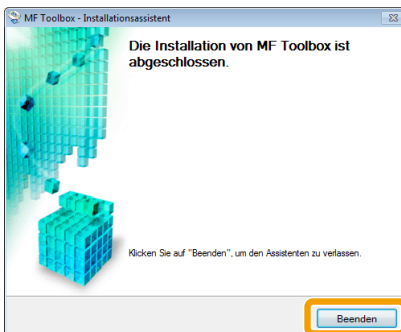 MF Toolbox - Installationsassistent
Die Installation von MF Toolbox ist
abgeschlossen.
Klicken Sie auf "Beenden", um den Assistenten zu verlassen.
Beenden